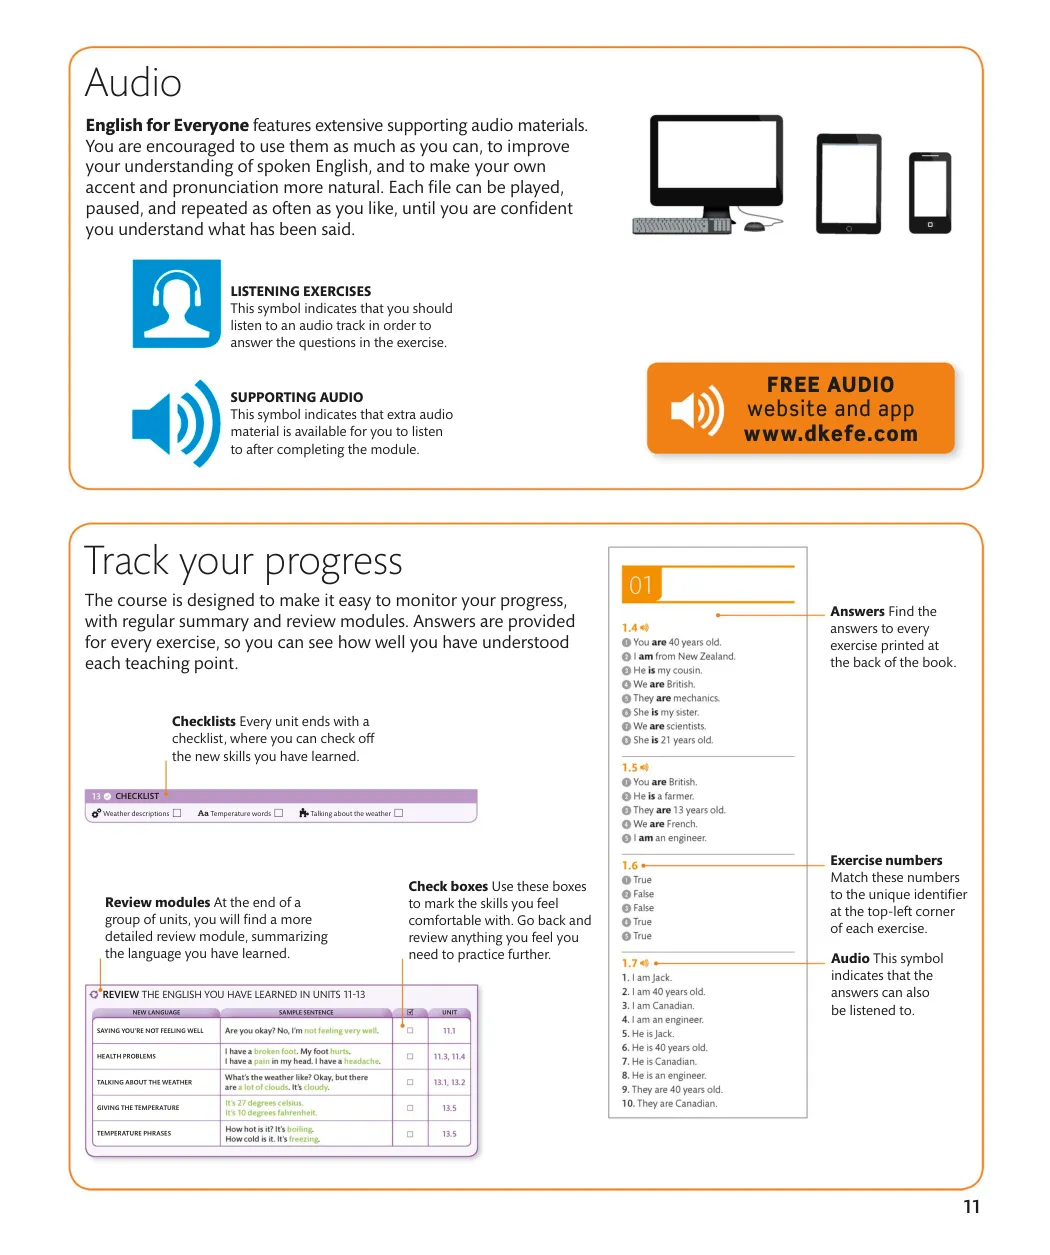 Audio
English for Everyone features extensive supporting audio materials.
You are encouraged to use them as much as you can, to improve
your understanding of spoken English, and to make your own
accent and pronunciation more natural. Each file can be played,
paused, and repeated as often as you like, until you are confident
you understand what has been said.
LISTENING EXERCISES
This symbol indicates that you should
listen to an audio track in order to
answer the questions in the exercise.
SUPPORTING AUDIO
This symbol indicates that extra audio
material is available for you to listen
to after completing the module.
FREE AUDIO
website and app
www.dkefe.com
Track your progress
The course is designed to make it easy to monitor your progress,
with regular summary and review modules. Answers are provided
for every exercise, so you can see how well you have understood
each teaching point.
Checklists Every unit ends with a
checklist, where you can check off
the new skills you have learned.
13 CHECKLIST
Weather descriptions Aa Temperature words Talking about the weather
Review modules At the end of a
group of units, you will find a more
detailed review module, summarizing
the language you have learned.
Check boxes Use these boxes
to mark the skills you feel
comfortable with. Go back and
review anything you feel you
need to practice further.
REVIEW THE ENGLISH YOU HAVE LEARNED IN UNITS 11-13
NEW LANGUAGE SAMPLE SENTENCE UNIT
SAYING YOU'RE NOT FEELING WELL Are you okay? No, I'm not feeling very well. 11.1
HEALTH PROBLEMS I have a broken foot. My foot hurts.
I have a pain in my head. I have a headache. 11.3, 11.4
TALKING ABOUT THE WEATHER What's the weather like? Okay, but there
are a lot of clouds. It's cloudy. 13.1, 13.2
GIVING THE TEMPERATURE It's 27 degrees celsius.
It's 10 degrees fahrenheit. 13.5
TEMPERATURE PHRASES How hot is it? It's boiling.
How cold is it. It's freezing. 13.5
01
1.4
1 You are 40 years old.
2 I am from New Zealand.
3 He is my cousin.
4 We are British.
5 They are mechanics.
6 She is my sister.
7 We are scientists.
8 She is 21 years old.
1.5
1 You are British.
2 He is a farmer.
3 They are 13 years old.
4 We are French.
5 I am an engineer.
1.6
1 True
2 False
3 False
4 True
5 True
1.7
1. I am Jack.
2. I am 40 years old.
3. I am Canadian.
4. I am an engineer.
5. He is Jack.
6. He is 40 years old.
7. He is Canadian.
8. He is an engineer.
9. They are 40 years old.
10. They are Canadian.
Answers Find the
answers to every
exercise printed at
the back of the book.
Exercise numbers
Match these numbers
to the unique identifier
at the top-left corner
of each exercise.
Audio This symbol
indicates that the
answers can also
be listened to.
11